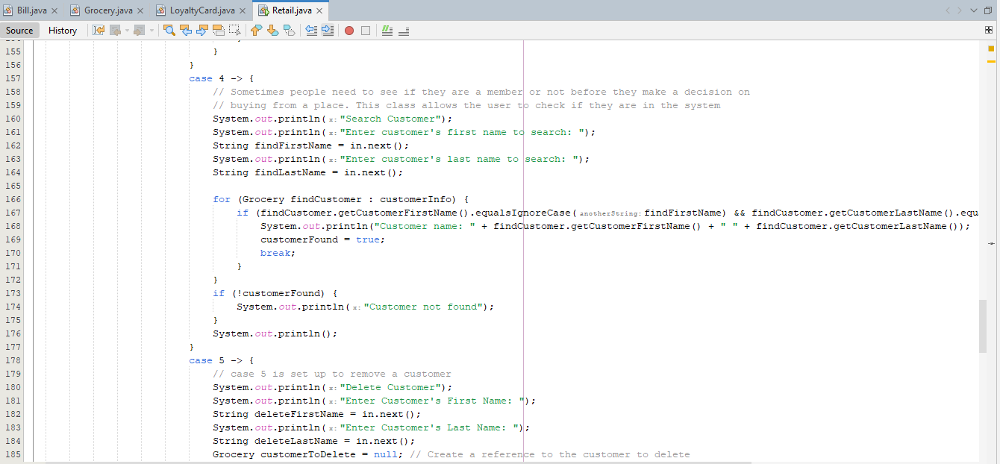 Bill.java Grocery.java LoyaltyCard.java Retail.java
Source History
155 }
156 }
157 case 4 -> {
158 // Sometimes people need to see if they are a member or not before they make a decision on
159 // buying from a place. This class allows the user to check if they are in the system
160 System.out.println( x: "Search Customer");
161 System.out.println( x: "Enter customer's first name to search: ");
162 String findFirstName = in.next();
163 System.out.println( x: "Enter customer's last name to search: ");
164 String findLastName = in.next();
165
166 for (Grocery findCustomer : customerInfo) {
167 if (findCustomer.getCustomerFirstName().equalsIgnoreCase( anotherString: findFirstName) && findCustomer.getCustomerLastName().equ
168 System.out.println("Customer name: " + findCustomer.getCustomerFirstName() + " " + findCustomer.getCustomerLastName());
169 customerFound = true;
170 break;
171 }
172 }
173 if (!customerFound) {
174 System.out.println( x: "Customer not found");
175 }
176 System.out.println();
177 }
178 case 5 -> {
179 // case 5 is set up to remove a customer
180 System.out.println( x: "Delete Customer");
181 System.out.println( x: "Enter Customer's First Name: ");
182 String deleteFirstName = in.next();
183 System.out.println( x: "Enter Customer's Last Name: ");
184 String deleteLastName = in.next();
185 Grocery customerToDelete = null; // Create a reference to the customer to delete